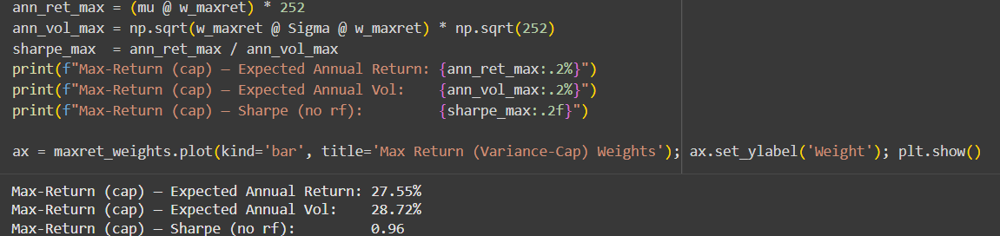 ann_ret_max = (mu @ w_maxret) * 252
ann_vol_max = np.sqrt(w_maxret @ Sigma @ w_maxret) * np.sqrt(252)
sharpe_max  = ann_ret_max / ann_vol_max
print(f"Max-Return (cap) — Expected Annual Return: {ann_ret_max:.2%}")
print(f"Max-Return (cap) — Expected Annual Vol:    {ann_vol_max:.2%}")
print(f"Max-Return (cap) — Sharpe (no rf):         {sharpe_max:.2f}")
ax = maxret_weights.plot(kind='bar', title='Max Return (Variance-Cap) Weights'); ax.set_ylabel('Weight'); plt.show()
Max-Return (cap) — Expected Annual Return: 27.55%
Max-Return (cap) — Expected Annual Vol:    28.72%
Max-Return (cap) — Sharpe (no rf):         0.96